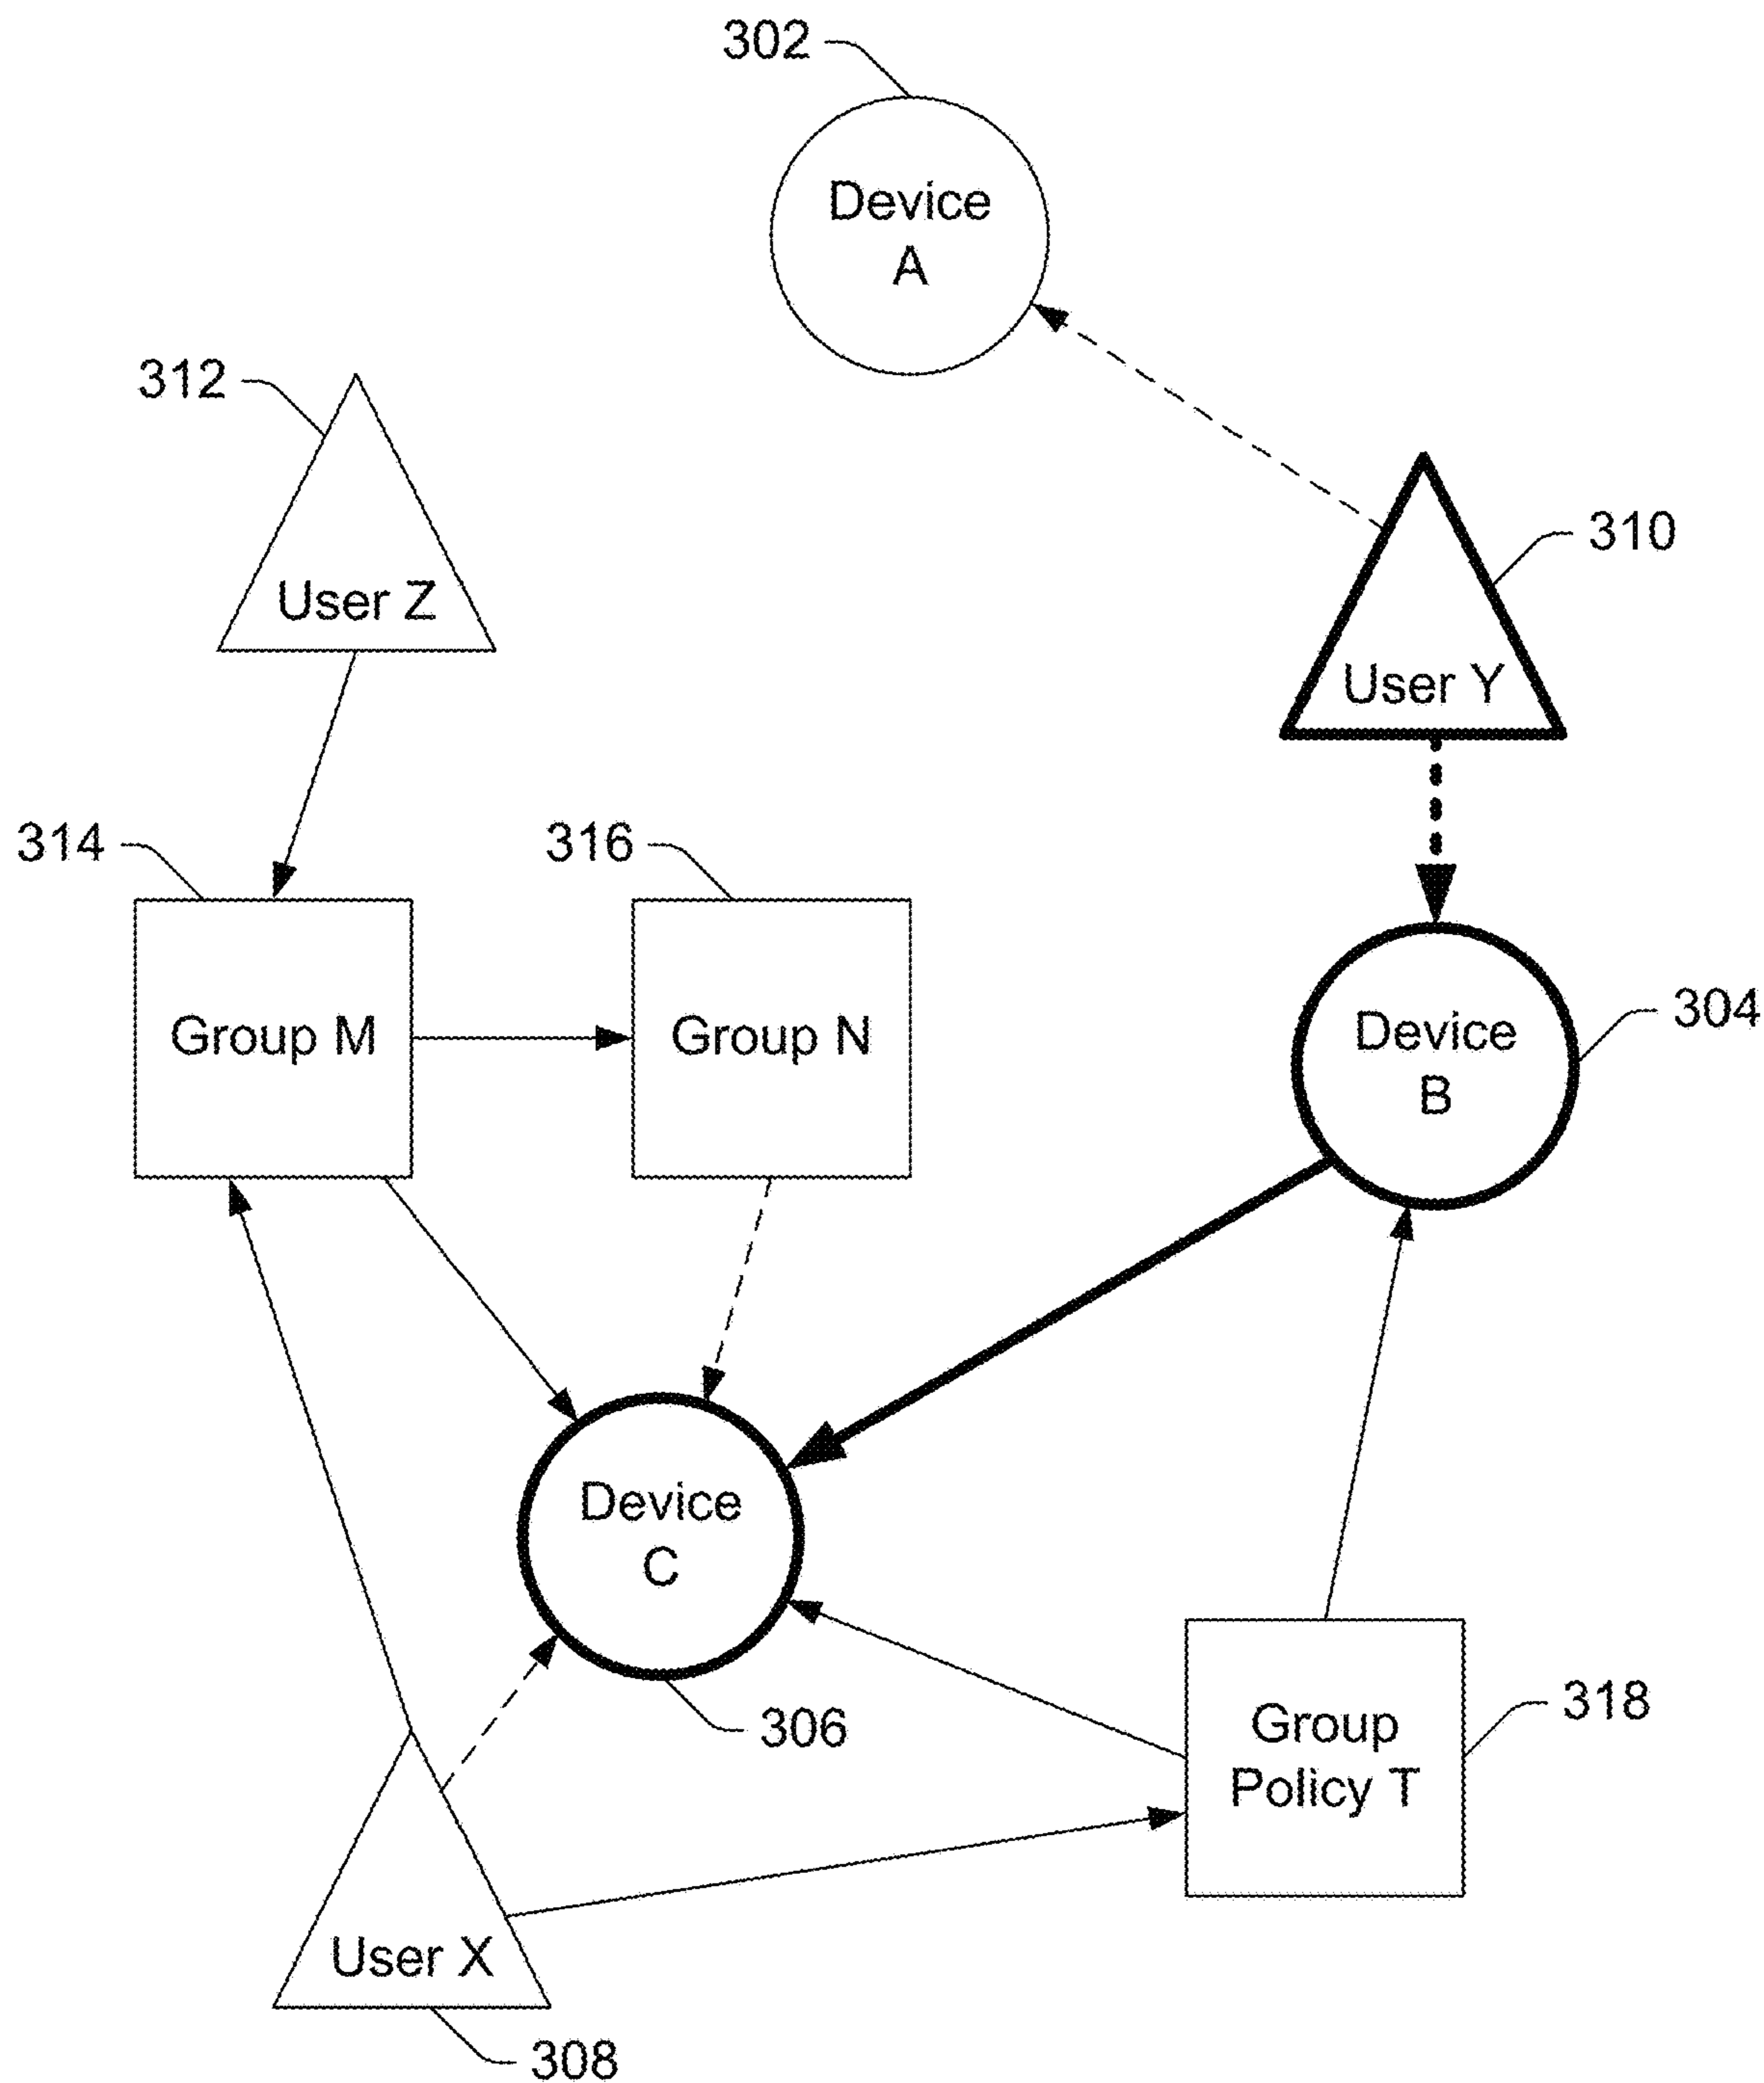 302
Device
A
312
User Z
310
User Y
314
316
Group M
Group N
304
Device
B
Device
C
306
318
Group
Policy T
User X
308